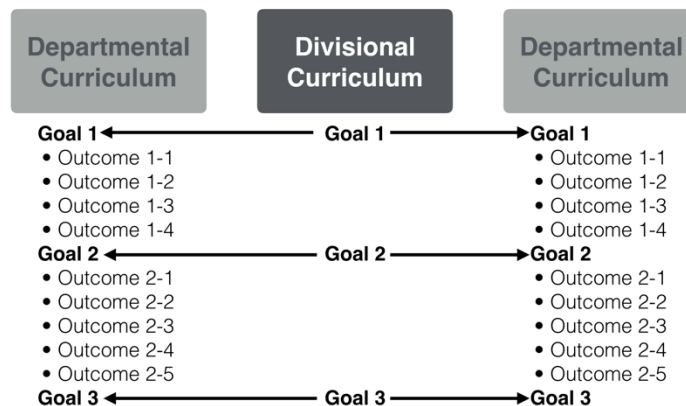 Departmental
Curriculum
Divisional
Curriculum
Departmental
Curriculum
Goal 1 Goal 1 Goal 1
• Outcome 1-1 • Outcome 1-1
• Outcome 1-2 • Outcome 1-2
• Outcome 1-3 • Outcome 1-3
• Outcome 1-4 • Outcome 1-4
Goal 2 Goal 2 Goal 2
• Outcome 2-1 • Outcome 2-1
• Outcome 2-2 • Outcome 2-2
• Outcome 2-3 • Outcome 2-3
• Outcome 2-4 • Outcome 2-4
• Outcome 2-5 • Outcome 2-5
Goal 3 Goal 3 Goal 3